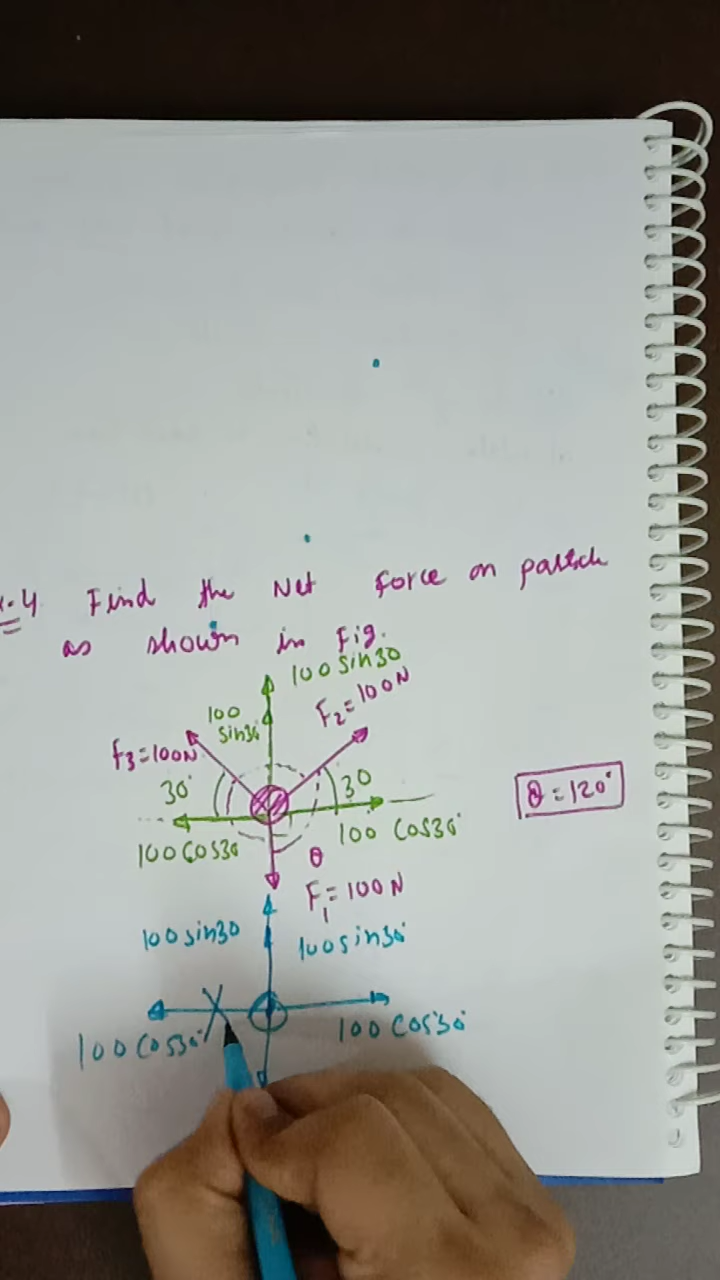 x.4 Find the Net force on particle
as shown in Fig.
100 sin30
100
sin30°
F₂=100N
F₃=100N
30°
30
100 cos30
100 cos30°
θ = 120°
θ
F₁=100N
100 sin30
100 sin30°
100 cos30°
100 cos30°